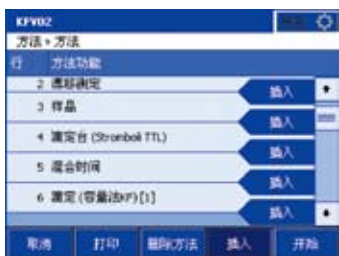 KFV02
方法 > 方法
行 方法功能
2 漂移测定
插入
3 样品
插入
4 滴定台 (Stromboli TTL)
插入
5 混合时间
插入
6 滴定 (容量法KF) [1]
插入
取消 打印 删除方法 插入 开始